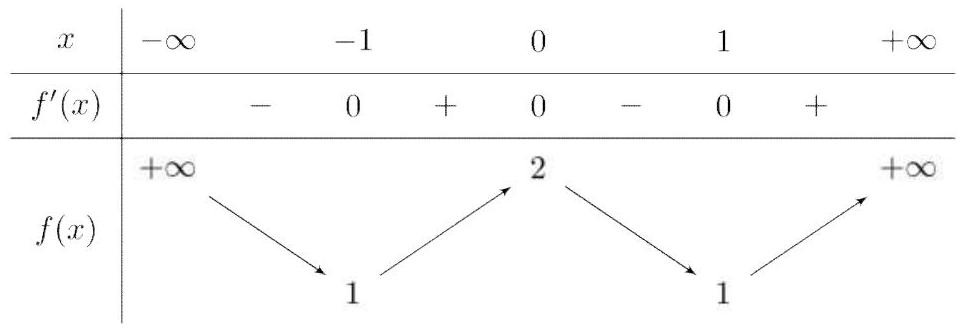 x −∞ −1 0 1 +∞
f′(x) − 0 + 0 − 0 +
+∞ 2 +∞
f(x)
1 1